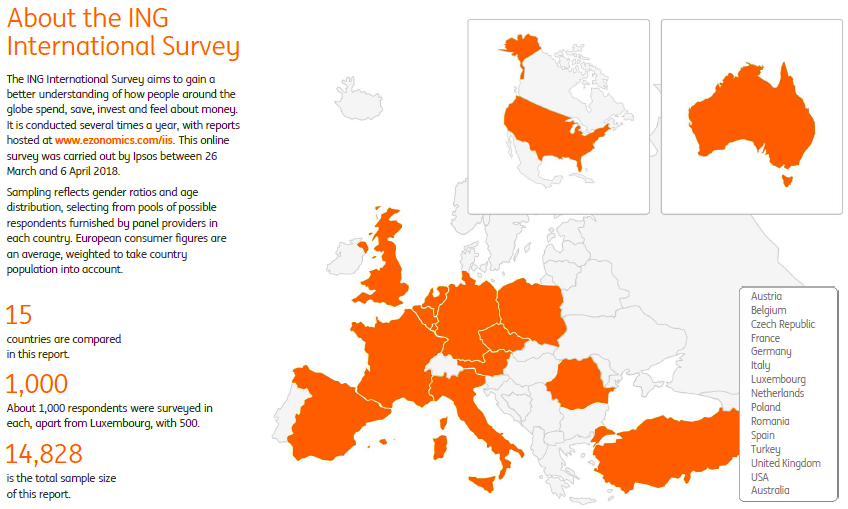 About the ING
International Survey
The ING International Survey aims to gain a
better understanding of how people around the
globe spend, save, invest and feel about money.
It is conducted several times a year, with reports
hosted at www.ezonomics.com/iis. This online
survey was carried out by Ipsos between 26
March and 6 April 2018.
Sampling reflects gender ratios and age
distribution, selecting from pools of possible
respondents furnished by panel providers in
each country. European consumer figures are
an average, weighted to take country
population into account.
15
countries are compared
in this report.
1,000
About 1,000 respondents were surveyed in
each, apart from Luxembourg, with 500.
14,828
is the total sample size
of this report.
Austria
Belgium
Czech Republic
France
Germany
Italy
Luxembourg
Netherlands
Poland
Romania
Spain
Turkey
United Kingdom
USA
Australia